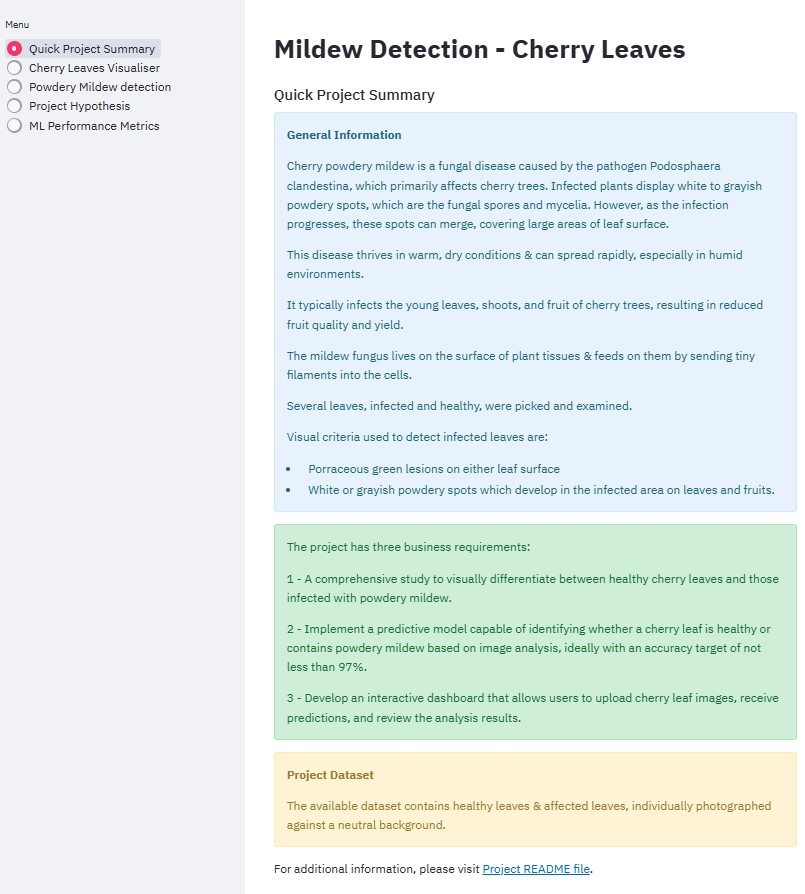 Menu
Quick Project Summary
Cherry Leaves Visualiser
Powdery Mildew detection
Project Hypothesis
ML Performance Metrics
Mildew Detection - Cherry Leaves
Quick Project Summary
General Information
Cherry powdery mildew is a fungal disease caused by the pathogen Podosphaera
clandestina, which primarily affects cherry trees. Infected plants display white to grayish
powdery spots, which are the fungal spores and mycelia. However, as the infection
progresses, these spots can merge, covering large areas of leaf surface.
This disease thrives in warm, dry conditions & can spread rapidly, especially in humid
environments.
It typically infects the young leaves, shoots, and fruit of cherry trees, resulting in reduced
fruit quality and yield.
The mildew fungus lives on the surface of plant tissues & feeds on them by sending tiny
filaments into the cells.
Several leaves, infected and healthy, were picked and examined.
Visual criteria used to detect infected leaves are:
• Porraceous green lesions on either leaf surface
• White or grayish powdery spots which develop in the infected area on leaves and fruits.
The project has three business requirements:
1 - A comprehensive study to visually differentiate between healthy cherry leaves and those
infected with powdery mildew.
2 - Implement a predictive model capable of identifying whether a cherry leaf is healthy or
contains powdery mildew based on image analysis, ideally with an accuracy target of not
less than 97%.
3 - Develop an interactive dashboard that allows users to upload cherry leaf images, receive
predictions, and review the analysis results.
Project Dataset
The available dataset contains healthy leaves & affected leaves, individually photographed
against a neutral background.
For additional information, please visit Project README file.